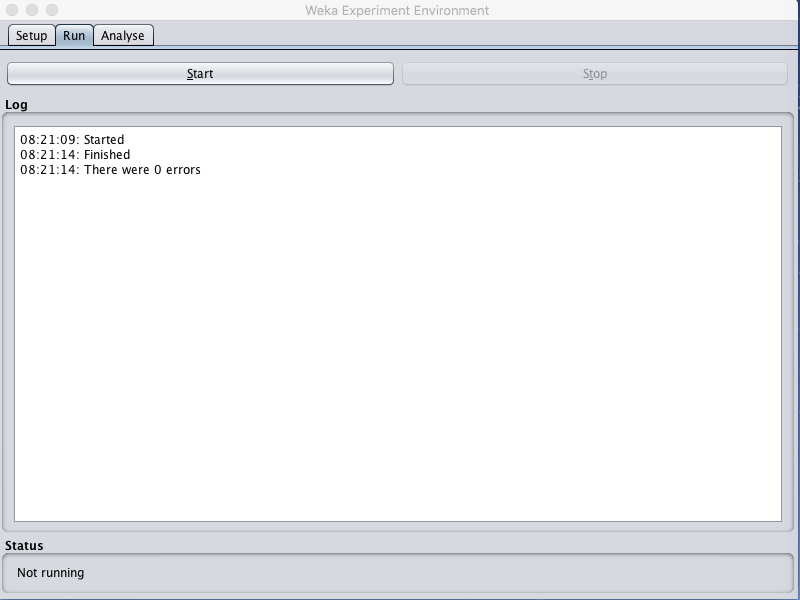 Weka Experiment Environment
Setup Run Analyse
Start Stop
Log
08:21:09: Started
08:21:14: Finished
08:21:14: There were 0 errors
Status
Not running